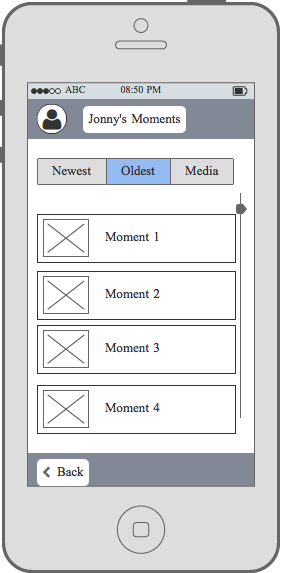 ABC 08:50 PM
Jonny's Moments
Newest Oldest Media
Moment 1
Moment 2
Moment 3
Moment 4
Back